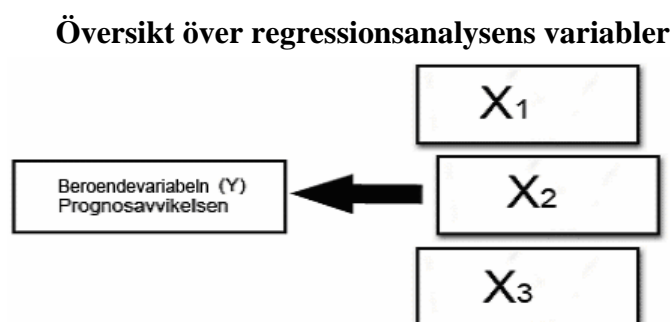 Översikt över regressionsanalysens variabler
X1
Beroendevariabeln (Y)
Prognosavvikelsen
X2
X3